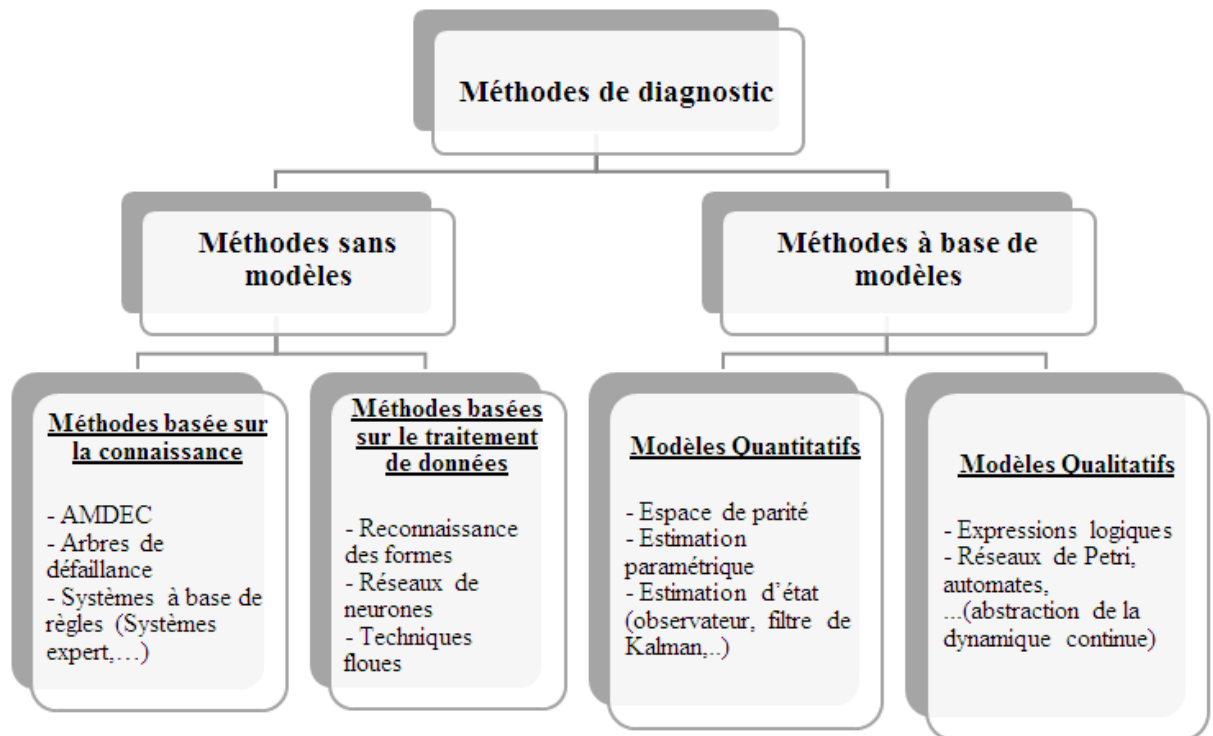 Méthodes de diagnostic
Méthodes sans
modèles
Méthodes à base de
modèles
Méthodes basée sur
la connaissance
- AMDEC
- Arbres de
défaillance
- Systèmes à base de
règles (Systèmes
expert,…)
Méthodes basées
sur le traitement
de données
- Reconnaissance
des formes
- Réseaux de
neurones
- Techniques
floues
Modèles Quantitatifs
- Espace de parité
- Estimation
paramétrique
- Estimation d’état
(observateur, filtre de
Kalman,..)
Modèles Qualitatifs
- Expressions logiques
- Réseaux de Petri,
automates,
...(abstraction de la
dynamique continue)